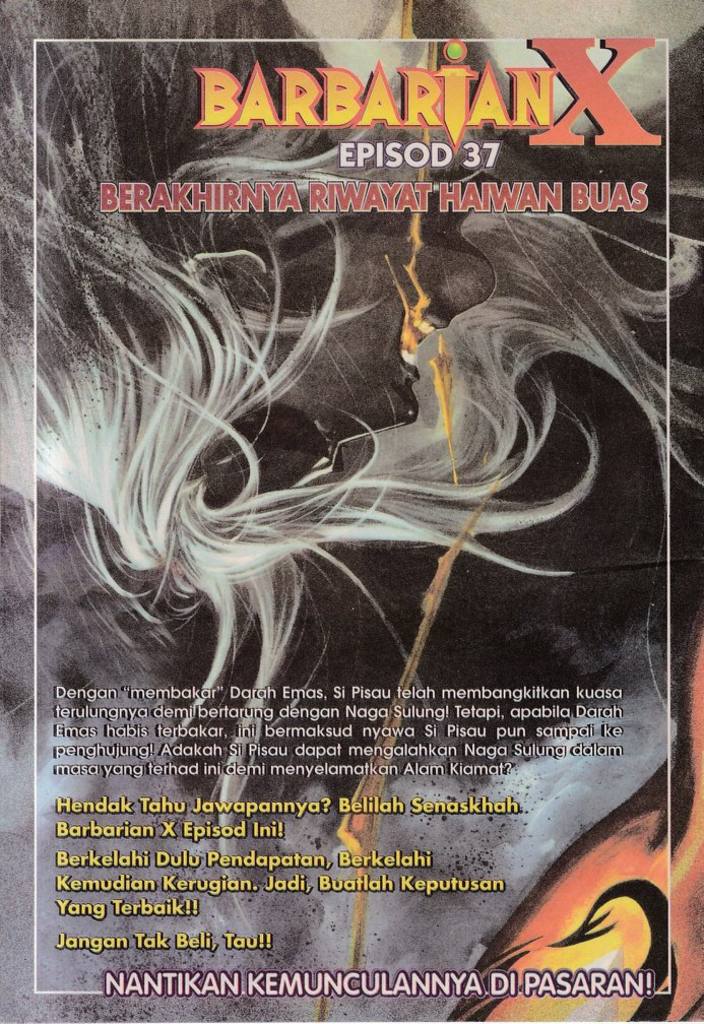 BARBARIAN X
EPISOD 37
BERAKHIRNYA RIWAYAT HAIWAN BUAS
Dengan "membakar" Darah Emas, Si Pisau telah membangkitkan kuasa
terulungnya demi bertarung dengan Naga Sulung! Tetapi, apabila Darah
Emas habis terbakar, ini bermaksud nyawa Si Pisau pun sampai ke
penghujung! Adakah Si Pisau dapat mengalahkan Naga Sulung dalam
masa yang terhad ini demi menyelamatkan Alam Kiamat?
Hendak Tahu Jawapannya? Belilah Senaskhah
Barbarian X Episod Ini!
Berkelahi Dulu Pendapatan, Berkelahi
Kemudian Kerugian. Jadi, Buatlah Keputusan
Yang Terbaik!!
Jangan Tak Beli, Tau!!
NANTIKAN KEMUNCULANNYA DI PASARAN!